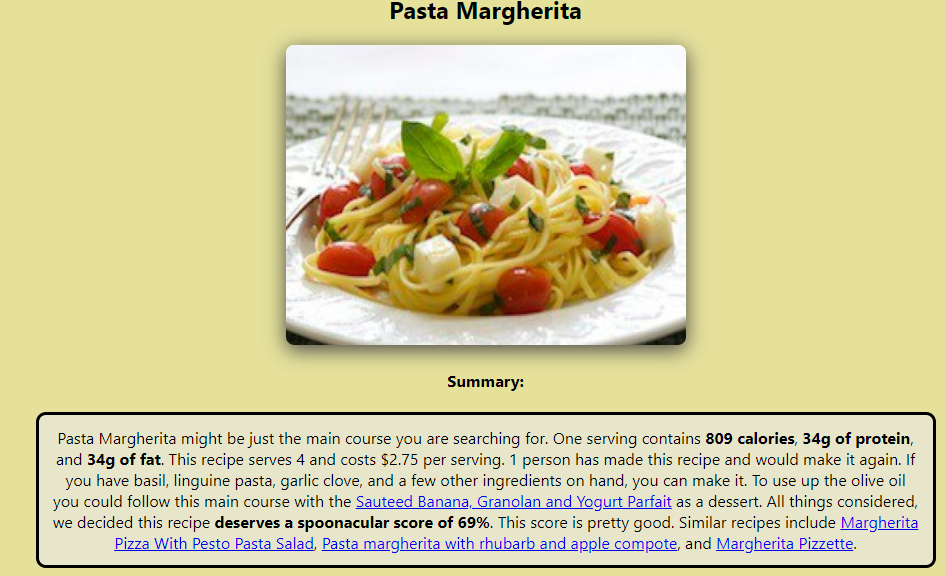 Pasta Margherita
Summary:
Pasta Margherita might be just the main course you are searching for. One serving contains 809 calories, 34g of protein,
and 34g of fat. This recipe serves 4 and costs $2.75 per serving. 1 person has made this recipe and would make it again. If
you have basil, linguine pasta, garlic clove, and a few other ingredients on hand, you can make it. To use up the olive oil
you could follow this main course with the Sauteed Banana, Granolan and Yogurt Parfait as a dessert. All things considered,
we decided this recipe deserves a spoonacular score of 69%. This score is pretty good. Similar recipes include Margherita
Pizza With Pesto Pasta Salad, Pasta margherita with rhubarb and apple compote, and Margherita Pizzette.